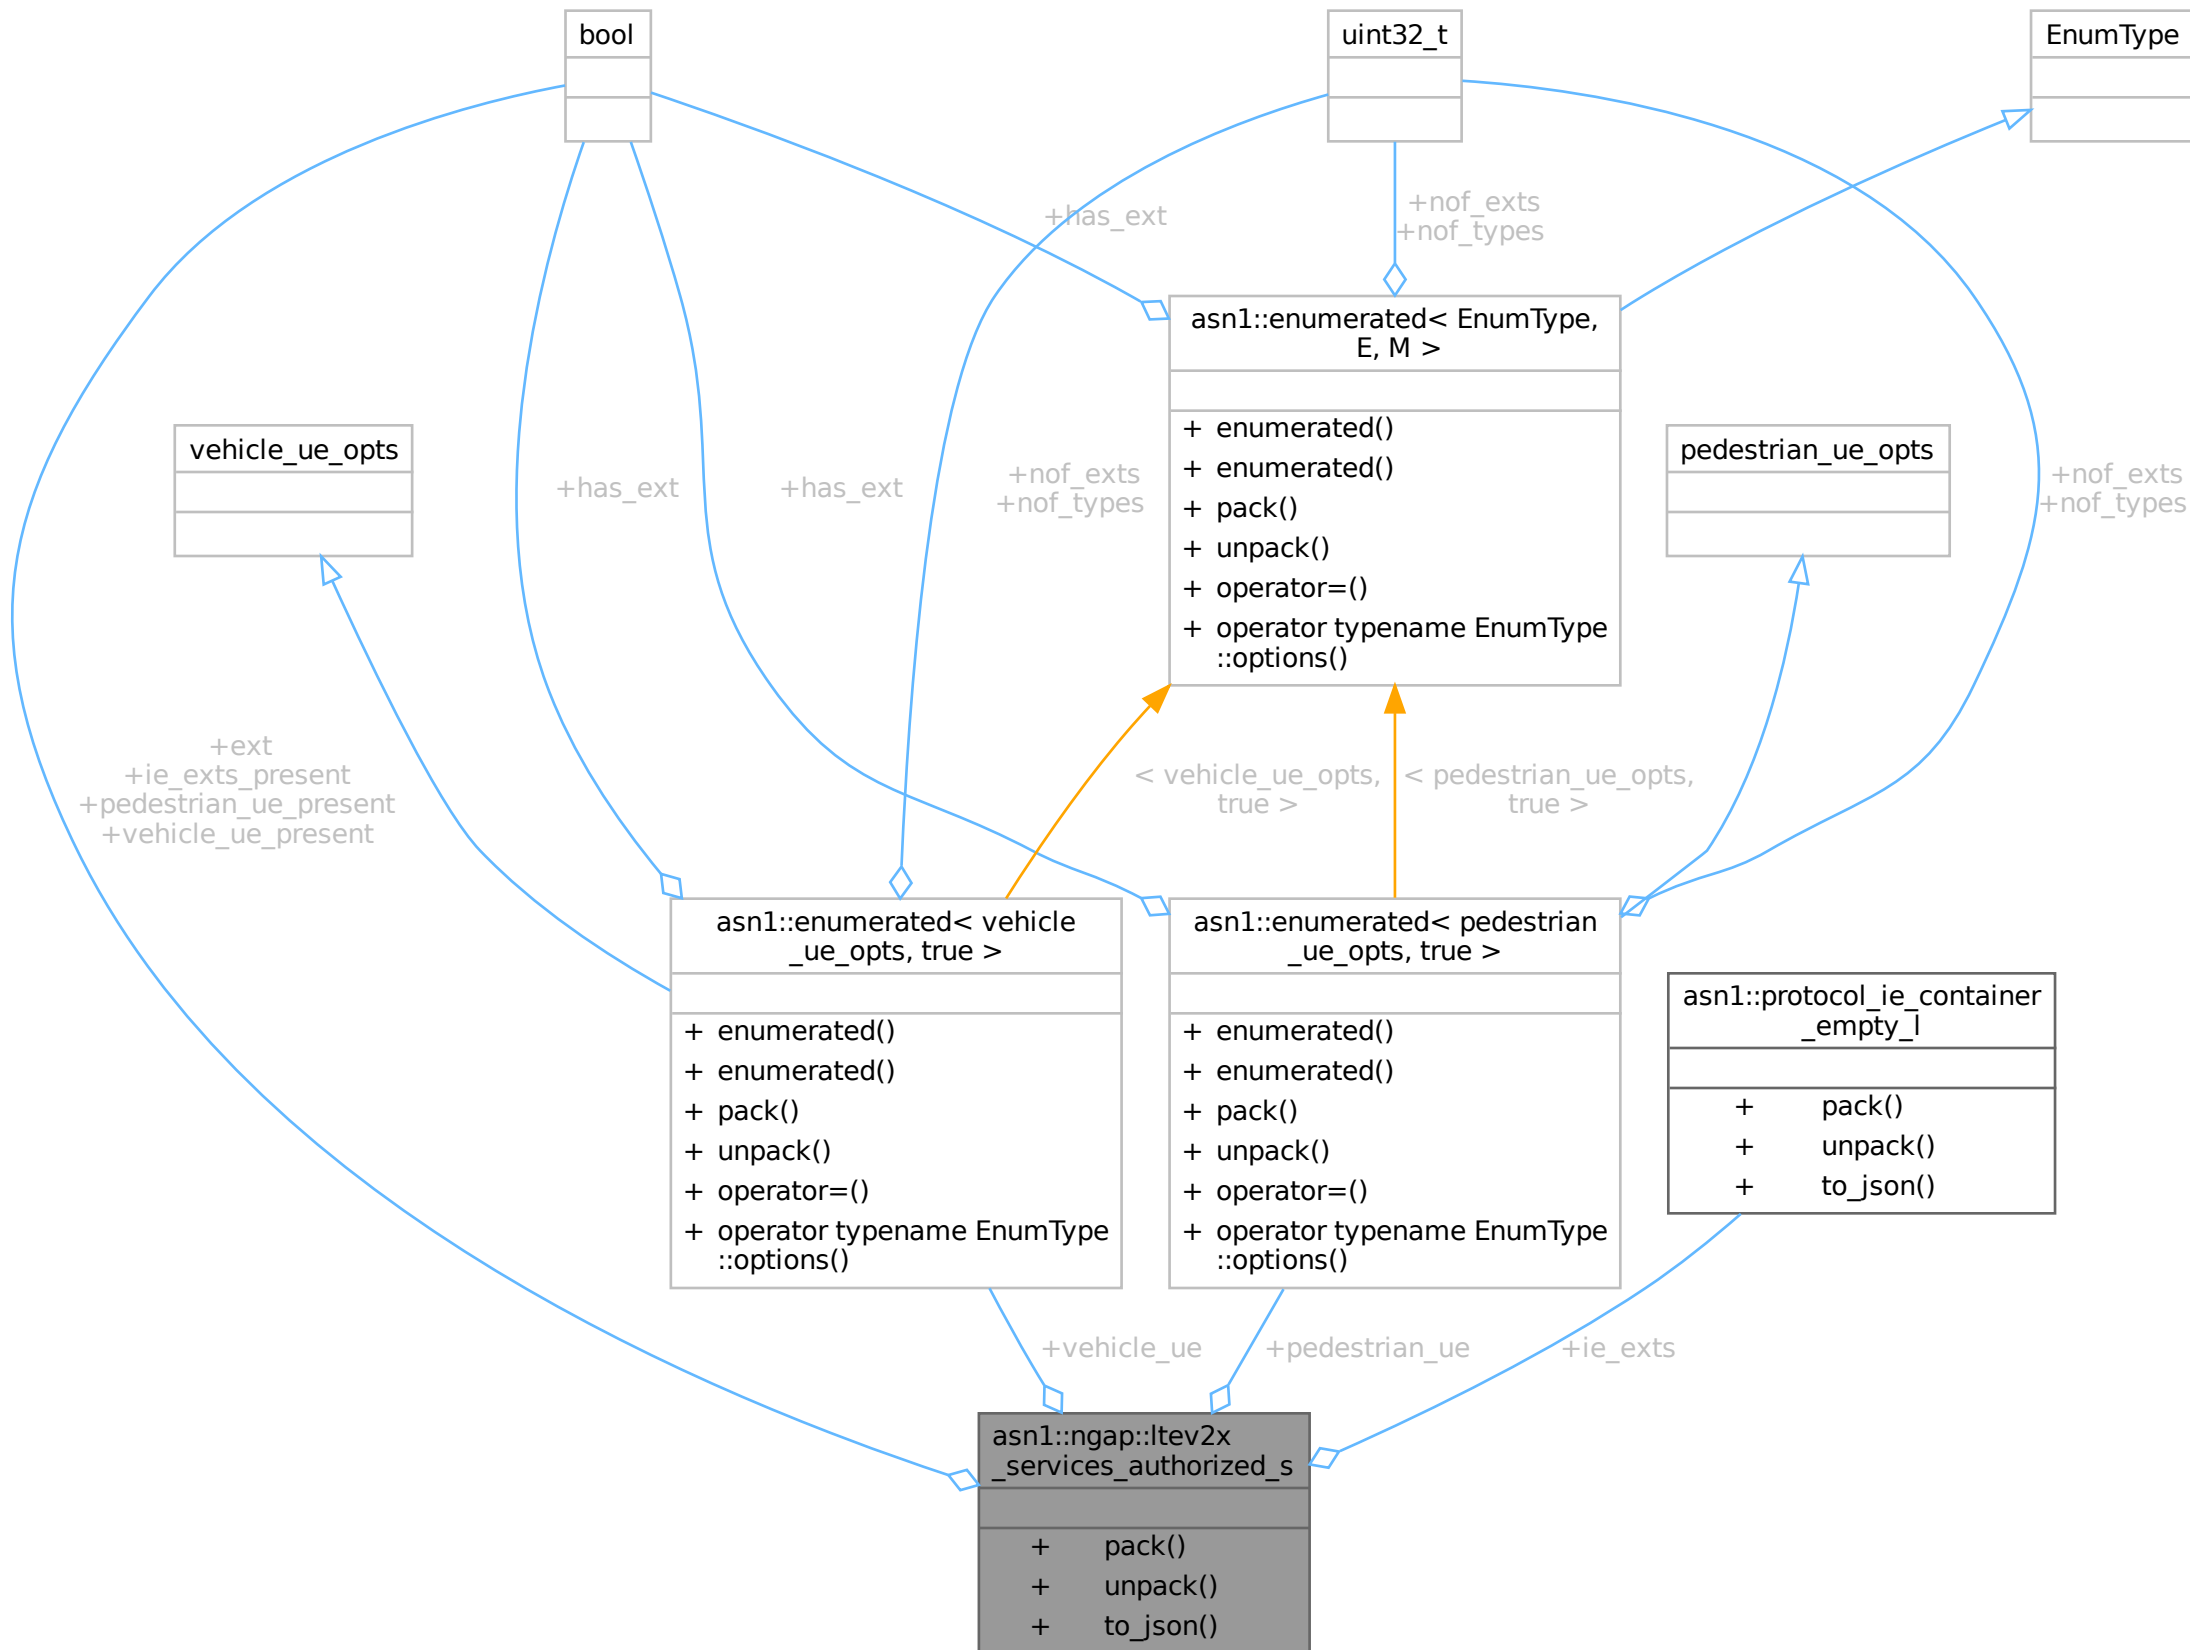 bool
uint32_t
EnumType
+has_ext
+nof_exts
+nof_types
asn1::enumerated< EnumType,
E, M >
+ enumerated()
+ enumerated()
+ pack()
+ unpack()
+ operator=()
+ operator typename EnumType
::options()
vehicle_ue_opts
pedestrian_ue_opts
+has_ext
+has_ext
+nof_exts
+nof_types
+nof_exts
+nof_types
+ext
+ie_exts_present
+pedestrian_ue_present
+vehicle_ue_present
< vehicle_ue_opts,
true >
< pedestrian_ue_opts,
true >
asn1::enumerated< vehicle
_ue_opts, true >
+ enumerated()
+ enumerated()
+ pack()
+ unpack()
+ operator=()
+ operator typename EnumType
::options()
asn1::enumerated< pedestrian
_ue_opts, true >
+ enumerated()
+ enumerated()
+ pack()
+ unpack()
+ operator=()
+ operator typename EnumType
::options()
asn1::protocol_ie_container
_empty_l
+ pack()
+ unpack()
+ to_json()
+vehicle_ue
+pedestrian_ue
+ie_exts
asn1::ngap::ltev2x
_services_authorized_s
+ pack()
+ unpack()
+ to_json()